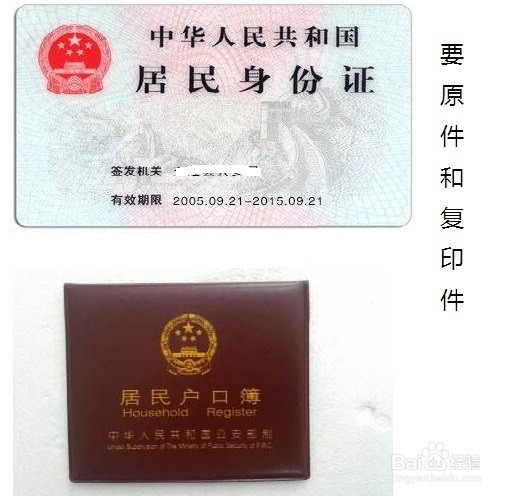 中华人民共和国
居民身份证
签发机关
有效期限 2005.09.21-2015.09.21
要原件和复印件
居民户口簿
Household Register
中华人民共和国公安部制
Under Supervision of The Ministry of Public Security of P.R.C
Baidu经验
jingyan.baidu.com